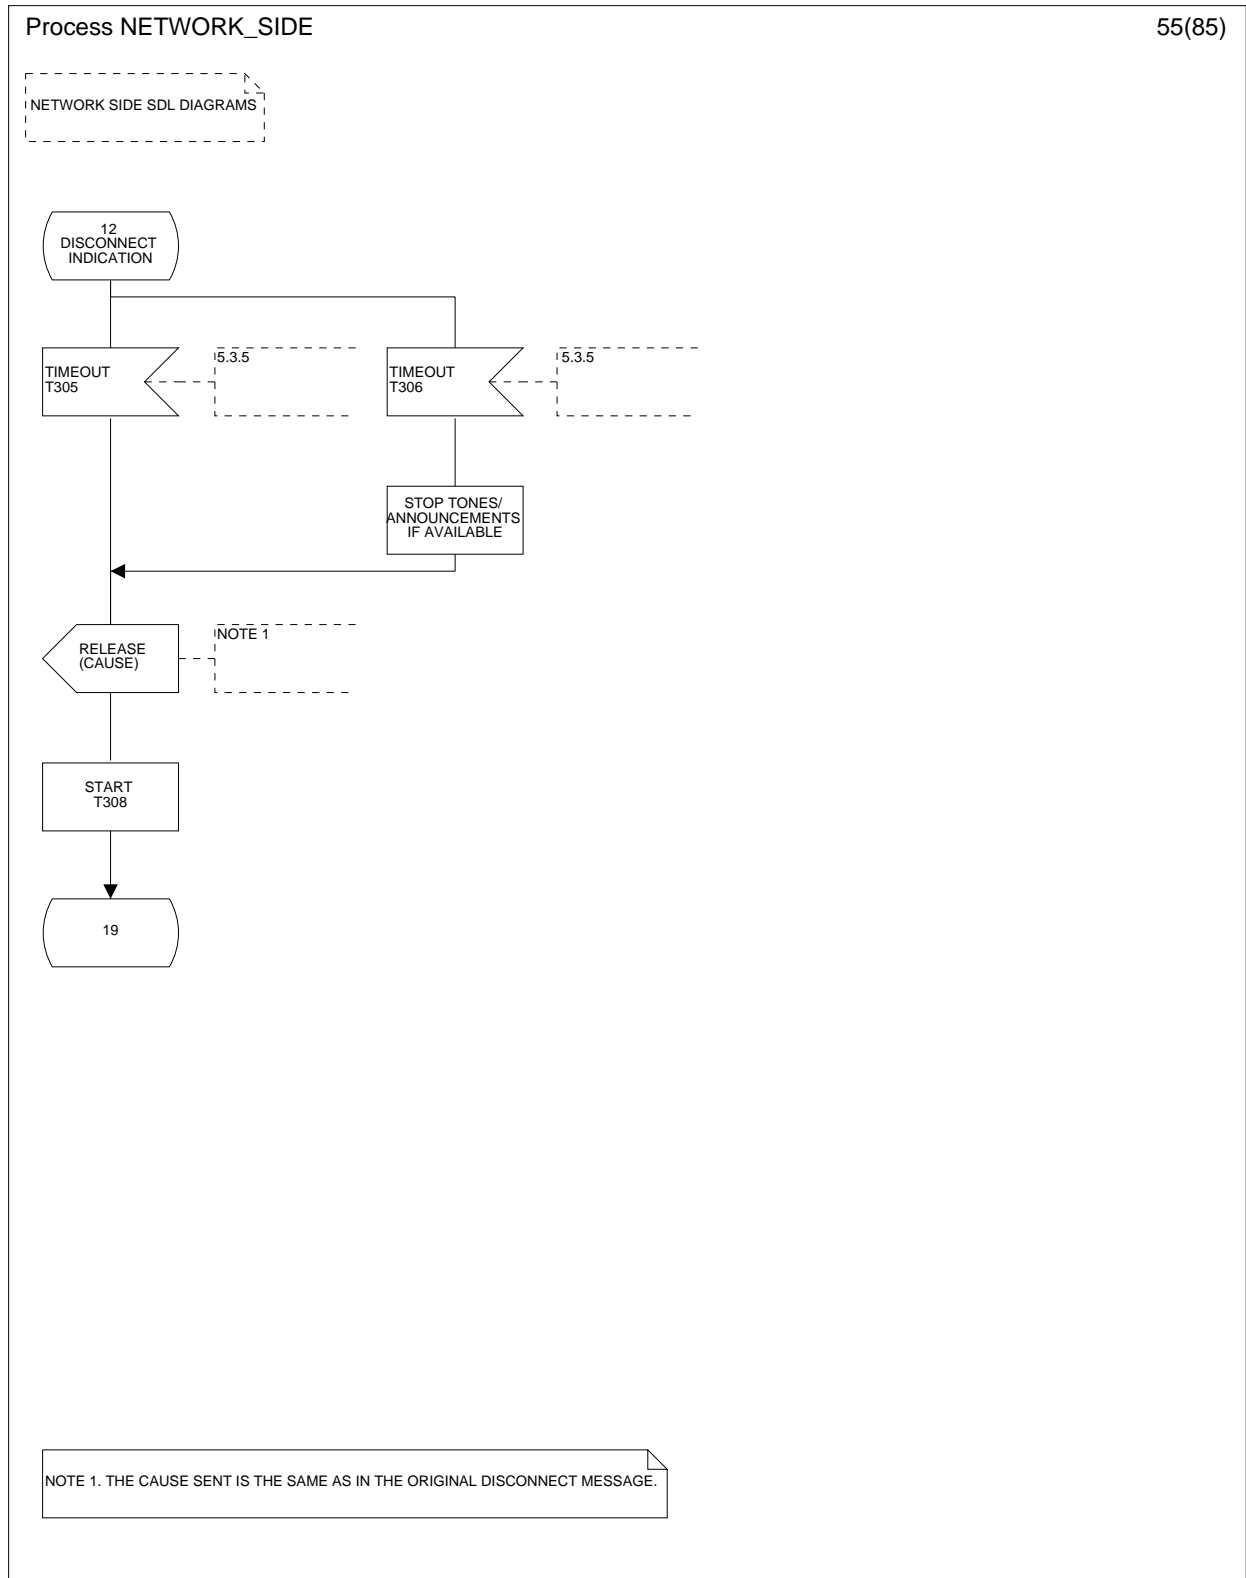 Process NETWORK_SIDE
55(85)
NETWORK SIDE SDL DIAGRAMS
12
DISCONNECT
INDICATION
TIMEOUT
T305
5.3.5
TIMEOUT
T306
5.3.5
STOP TONES/
ANNOUNCEMENTS
IF AVAILABLE
RELEASE
(CAUSE)
NOTE 1
START
T308
19
NOTE 1. THE CAUSE SENT IS THE SAME AS IN THE ORIGINAL DISCONNECT MESSAGE.